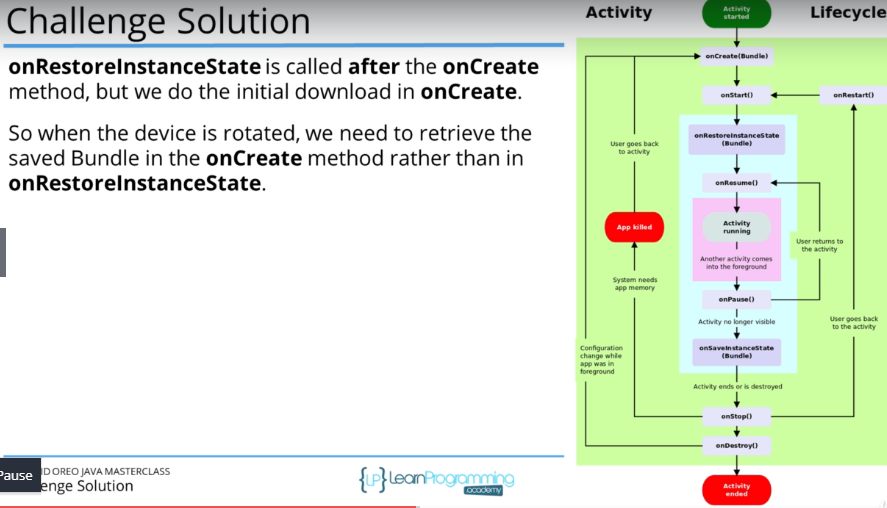 Challenge Solution
onRestoreInstanceState is called after the onCreate
method, but we do the initial download in onCreate.
So when the device is rotated, we need to retrieve the
saved Bundle in the onCreate method rather than in
onRestoreInstanceState.
Activity
Lifecycle
Activity
started
onCreate(Bundle)
onStart()
onRestart()
onRestoreInstanceState
(Bundle)
User goes back
to activity
onResume()
App killed
Activity
running
User returns to
the activity
Another activity comes
into the foreground
System needs
app memory
onPause()
Activity no longer visible
User goes back
to the activity
Configuration
change while
app was in
foreground
onSaveInstanceState
(Bundle)
Activity ends or is destroyed
onStop()
onDestroy()
Activity
ended
Pause
OREO JAVA MASTERCLASS
enge Solution
{LP} LearnProgramming
academy